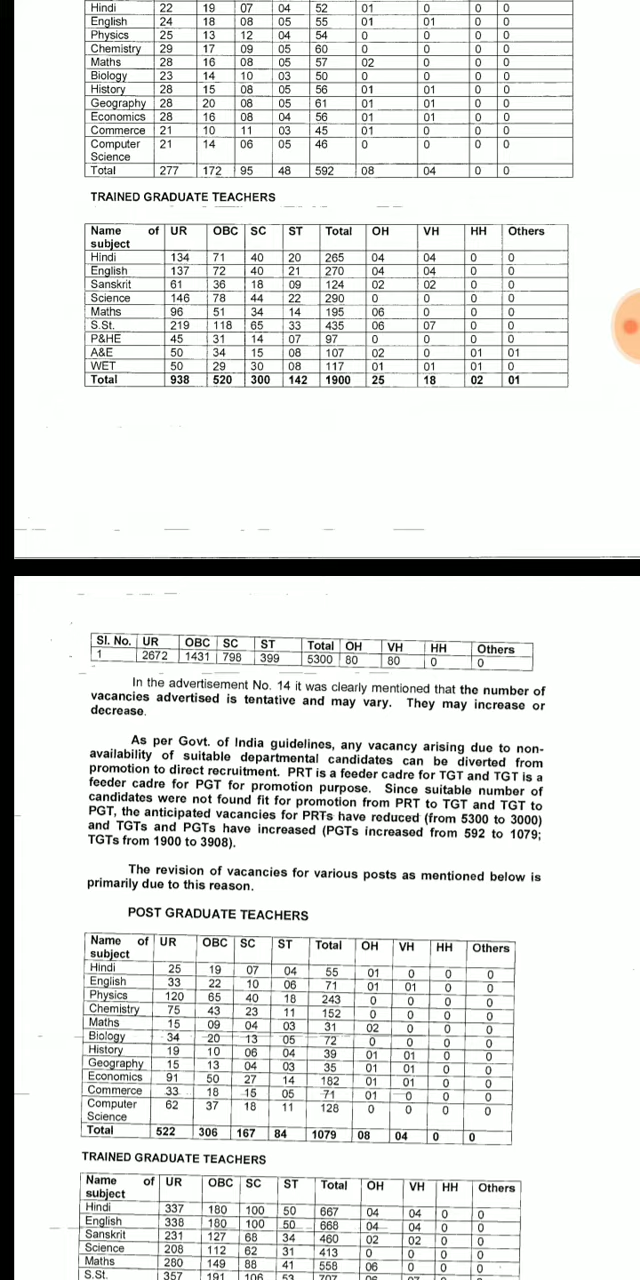 Hindi 22 19 07 04 52 01 0 0 0
English 24 18 08 05 55 01 01 0 0
Physics 25 13 12 04 54 0 0 0 0
Chemistry 29 17 09 05 60 0 0 0 0
Maths 28 16 08 05 57 02 0 0 0
Biology 23 14 10 03 50 0 0 0 0
History 28 15 08 05 56 01 01 0 0
Geography 28 20 08 05 61 01 01 0 0
Economics 28 16 08 04 56 01 01 0 0
Commerce 21 10 11 03 45 01 0 0 0
Computer 21 14 06 05 46 0 0 0 0
Science
Total 277 172 95 48 592 08 04 0 0
TRAINED GRADUATE TEACHERS
Name of UR OBC SC ST Total OH VH HH Others
subject
Hindi 134 71 40 20 265 04 04 0 0
English 137 72 40 21 270 04 04 0 0
Sanskrit 61 36 18 09 124 02 02 0 0
Science 146 78 44 22 290 0 0 0 0
Maths 96 51 34 14 195 06 0 0 0
S.St. 219 118 65 33 435 06 07 0 0
P&HE 45 31 14 07 97 0 0 0 0
A&E 50 34 15 08 107 02 0 01 01
WET 50 29 30 08 117 01 01 01 0
Total 938 520 300 142 1900 25 18 02 01
Sl. No. UR OBC SC ST Total OH VH HH Others
1 2672 1431 798 399 5300 80 80 0 0
In the advertisement No. 14 it was clearly mentioned that the number of
vacancies advertised is tentative and may vary. They may increase or
decrease.
As per Govt. of India guidelines, any vacancy arising due to non-
availability of suitable departmental candidates can be diverted from
promotion to direct recruitment. PRT is a feeder cadre for TGT and TGT is a
feeder cadre for PGT for promotion purpose. Since suitable number of
candidates were not found fit for promotion from PRT to TGT and TGT to
PGT, the anticipated vacancies for PRTs have reduced (from 5300 to 3000)
and TGTs and PGTs have increased (PGTs increased from 592 to 1079;
TGTs from 1900 to 3908).
The revision of vacancies for various posts as mentioned below is
primarily due to this reason.
POST GRADUATE TEACHERS
Name of UR OBC SC ST Total OH VH HH Others
subject
Hindi 25 19 07 04 55 01 0 0 0
English 33 22 10 06 71 01 01 0 0
Physics 120 65 40 18 243 0 0 0 0
Chemistry 75 43 23 11 152 0 0 0 0
Maths 15 09 04 03 31 02 0 0 0
Biology 34 20 13 05 72 0 0 0 0
History 19 10 06 04 39 01 01 0 0
Geography 15 13 04 03 35 01 01 0 0
Economics 91 50 27 14 182 01 01 0 0
Commerce 33 18 15 05 71 01 0 0 0
Computer 62 37 18 11 128 0 0 0 0
Science
Total 522 306 167 84 1079 08 04 0 0
TRAINED GRADUATE TEACHERS
Name of UR OBC SC ST Total OH VH HH Others
subject
Hindi 337 180 100 50 667 04 04 0 0
English 338 180 100 50 668 04 04 0 0
Sanskrit 231 127 68 34 460 02 02 0 0
Science 208 112 62 31 413 0 0 0 0
Maths 280 149 88 41 558 06 0 0 0
S.St. 357 191 106 53 707 06 07 0 0